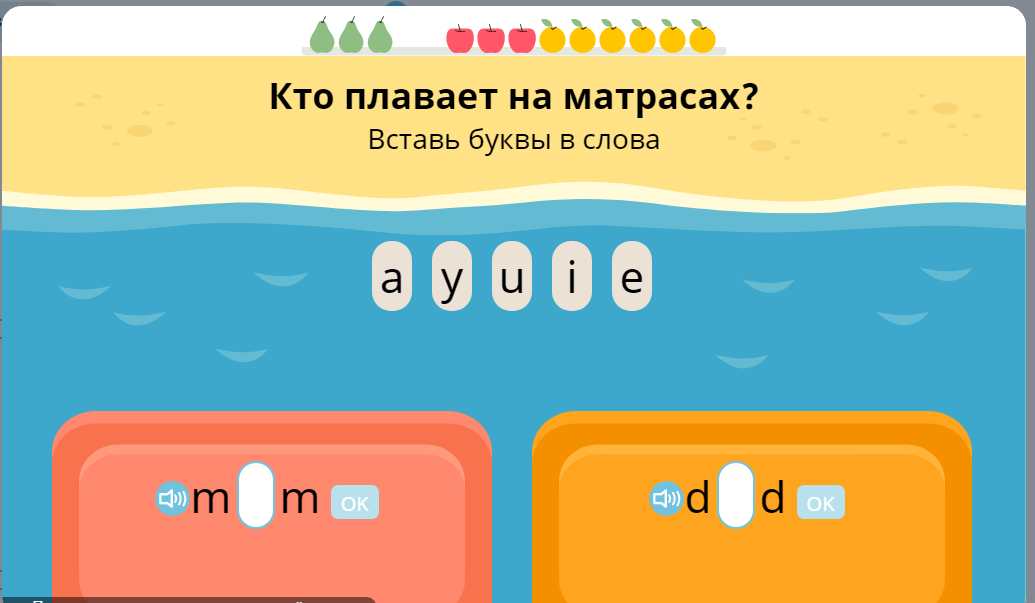 Кто плавает на матрасах?
Вставь буквы в слова
a y u i e
m m OK
d d OK